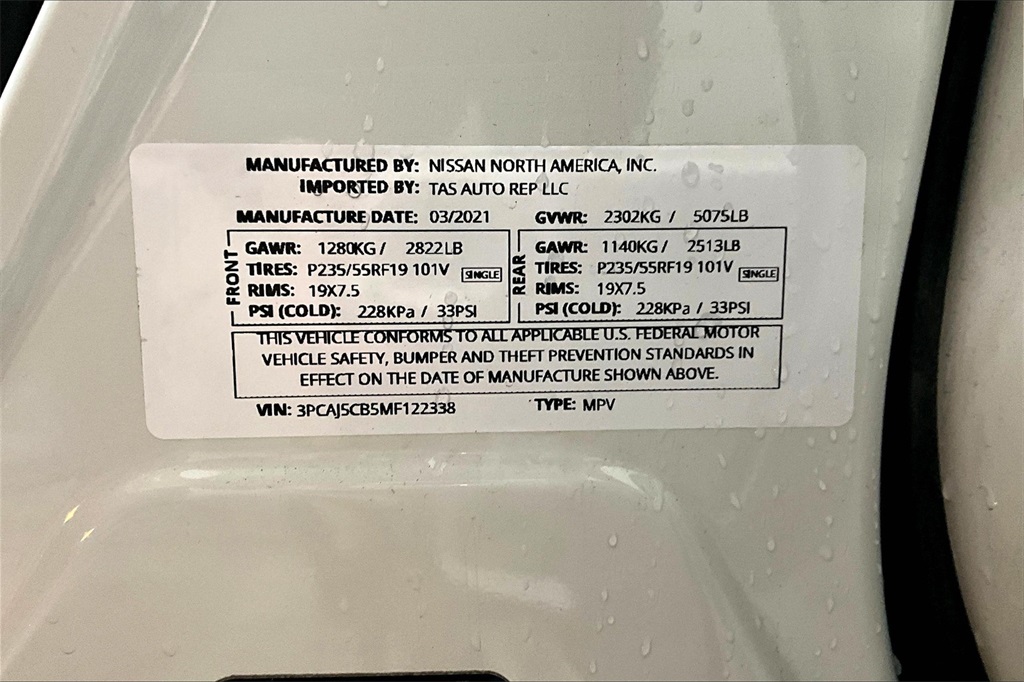 MANUFACTURED BY: NISSAN NORTH AMERICA, INC.
IMPORTED BY: TAS AUTO REP LLC
MANUFACTURE DATE: 03/2021 GVWR: 2302KG / 5075LB
FRONT
GAWR: 1280KG / 2822LB
TIRES: P235/55RF19 101V SINGLE
RIMS: 19X7.5
PSI (COLD): 228KPa / 33PSI
REAR
GAWR: 1140KG / 2513LB
TIRES: P235/55RF19 101V SINGLE
RIMS: 19X7.5
PSI (COLD): 228KPa / 33PSI
THIS VEHICLE CONFORMS TO ALL APPLICABLE U.S. FEDERAL MOTOR
VEHICLE SAFETY, BUMPER AND THEFT PREVENTION STANDARDS IN
EFFECT ON THE DATE OF MANUFACTURE SHOWN ABOVE.
VIN: 3PCAJ5CB5MF122338 TYPE: MPV